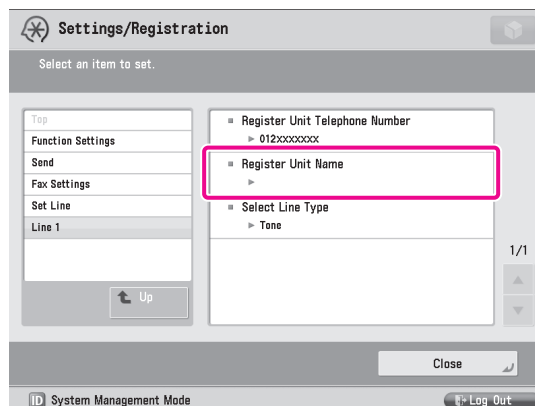 Settings/Registration
Select an item to set.
Top
Function Settings
Send
Fax Settings
Set Line
Line 1
Up
Register Unit Telephone Number
012xxxxxxx
Register Unit Name
Select Line Type
Tone
1/1
Close
ID System Management Mode
Log Out